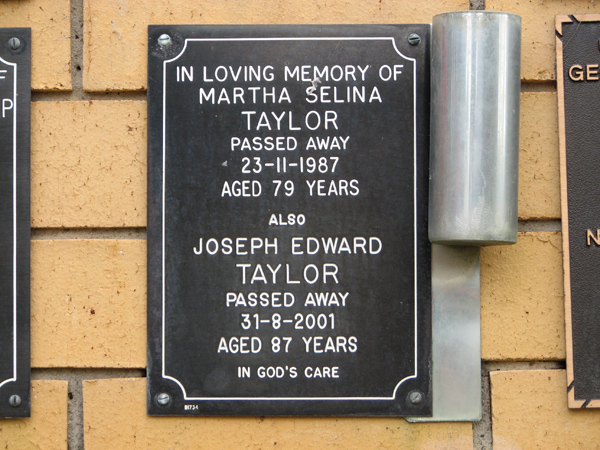 IN LOVING MEMORY OF
MARTHA SELINA
TAYLOR
PASSED AWAY
23-11-1987
AGED 79 YEARS
ALSO
JOSEPH EDWARD
TAYLOR
PASSED AWAY
31-8-2001
AGED 87 YEARS
IN GOD'S CARE
F
P
GE
N